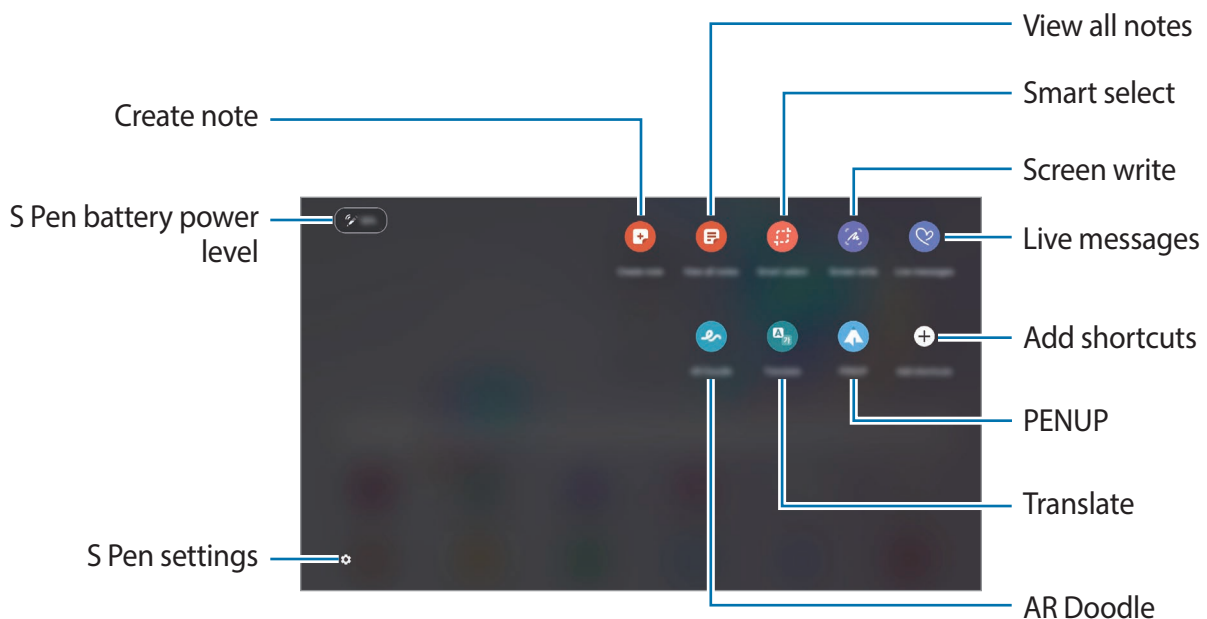 View all notes
Smart select
Create note
Screen write
S Pen battery power
level
Live messages
Add shortcuts
PENUP
Translate
S Pen settings
AR Doodle